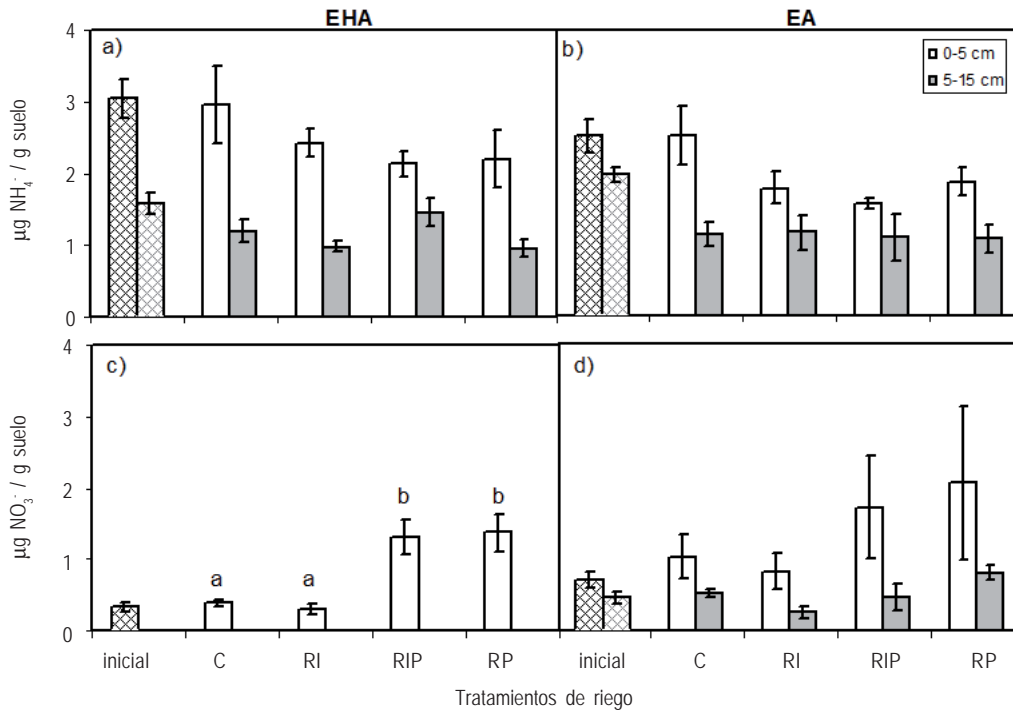 EHA
EA
a)
b)
0-5 cm
5-15 cm
4
3
2
1
0
µg NH₄⁻ / g suelo
c)
d)
4
3
2
1
0
µg NO₃⁻ / g suelo
a
a
b
b
inicial C RI RIP RP
inicial C RI RIP RP
Tratamientos de riego